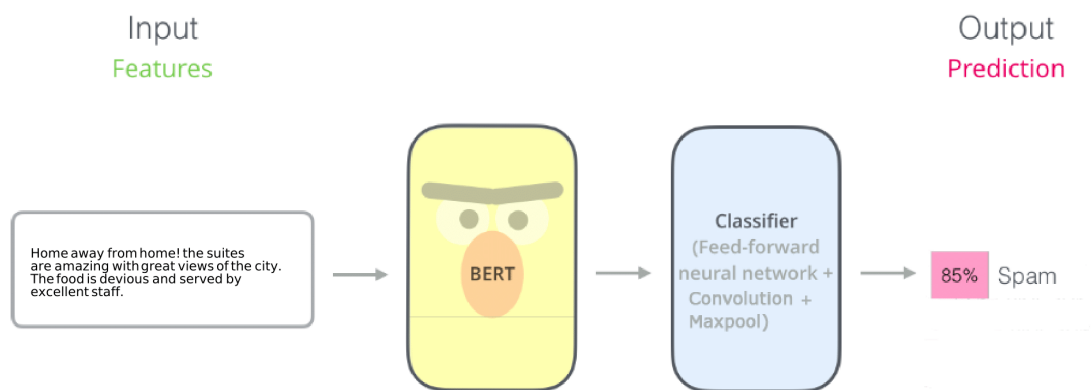 Input
Features
Output
Prediction
Home away from home! the suites
are amazing with great views of the city.
The food is devious and served by
excellent staff.
BERT
Classifier
(Feed-forward
neural network +
Convolution +
Maxpool)
85% Spam